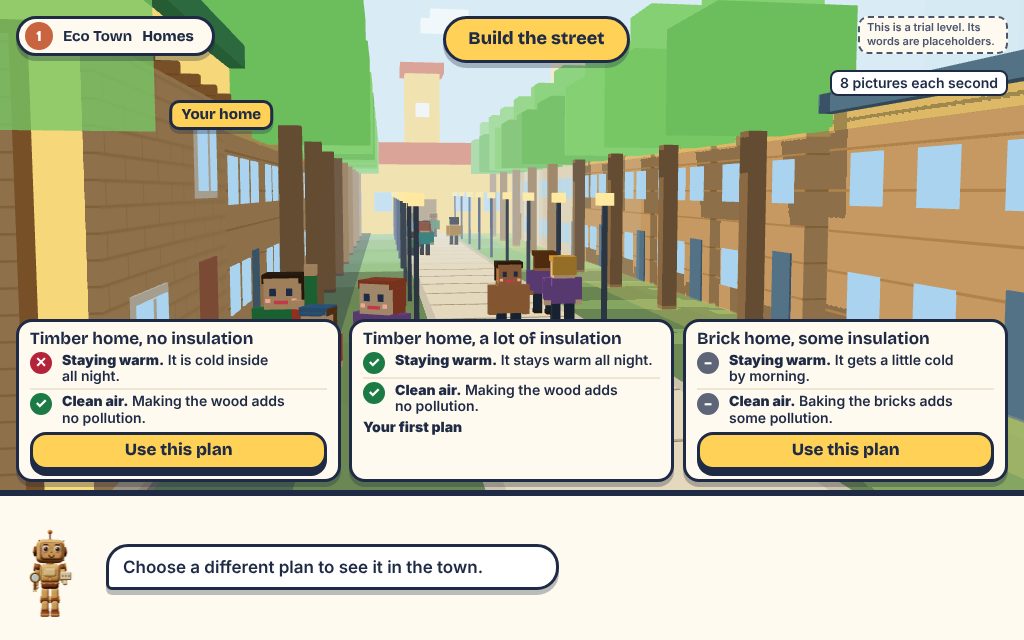 1 Eco Town Homes
Build the street
This is a trial level. Its
words are placeholders.
8 pictures each second
Your home
Timber home, no insulation
Staying warm. It is cold inside
all night.
Clean air. Making the wood adds
no pollution.
Use this plan
Timber home, a lot of insulation
Staying warm. It stays warm all night.
Clean air. Making the wood adds
no pollution.
Your first plan
Brick home, some insulation
Staying warm. It gets a little cold
by morning.
Clean air. Baking the bricks adds
some pollution.
Use this plan
Choose a different plan to see it in the town.